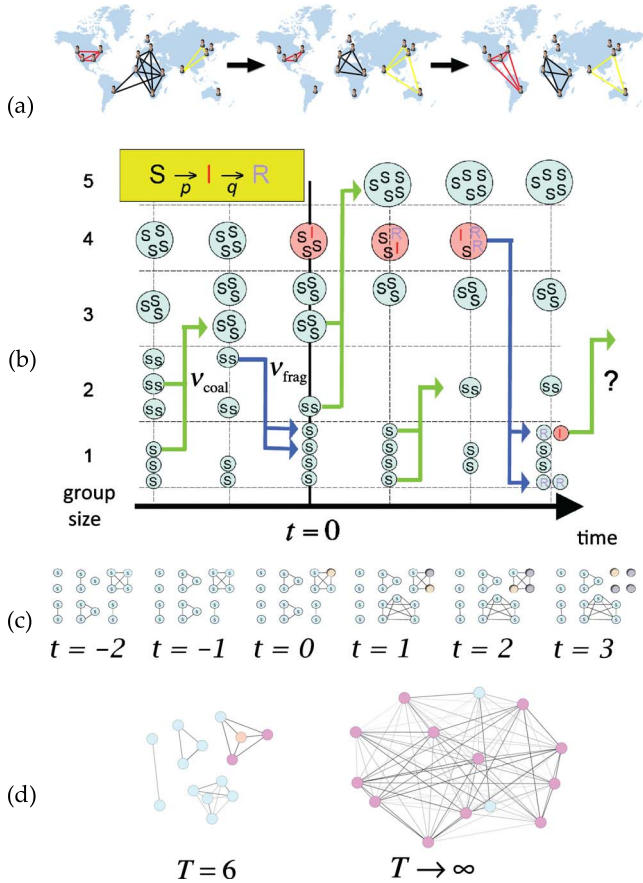 (a)
S → I → R
p q
5
S S S S S S S S S S S S S S S
4
S S S S S S S S S I S S S R S I I R S R
3
S S S S S S S S S S S S S S S S S S
S S S S S S
2
S S S S
S S
S S S S S S S S S S
ν_coal
ν_frag
?
1
S S S R I
S S S S S
S S S S S S
S S R R
group
size
t = 0
time
(b)
(c)
t = -2 t = -1 t = 0 t = 1 t = 2 t = 3
(d)
T = 6 T → ∞